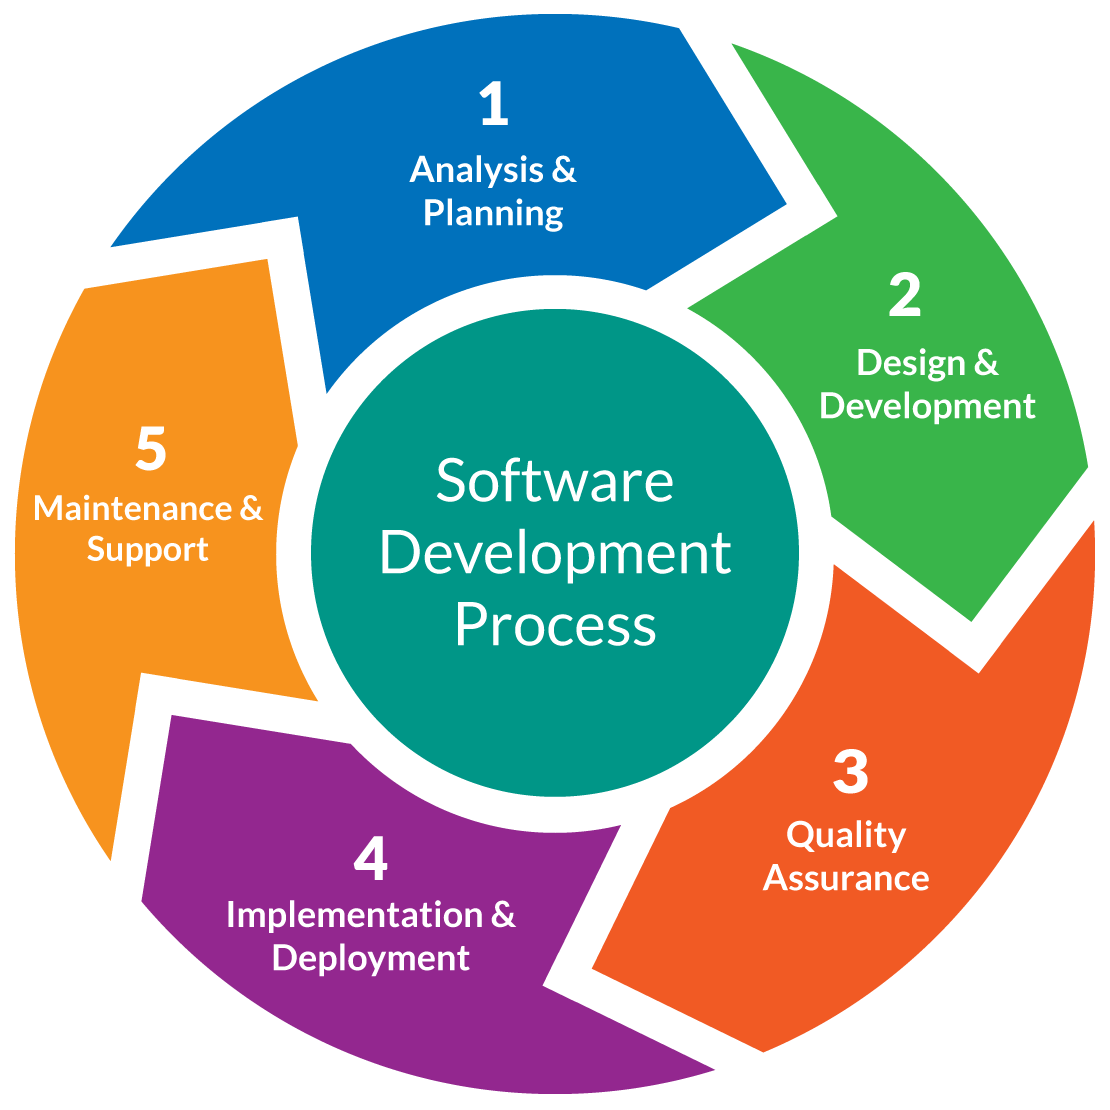 1
Analysis &
Planning
2
Design &
Development
3
Quality
Assurance
4
Implementation &
Deployment
5
Maintenance &
Support
Software
Development
Process